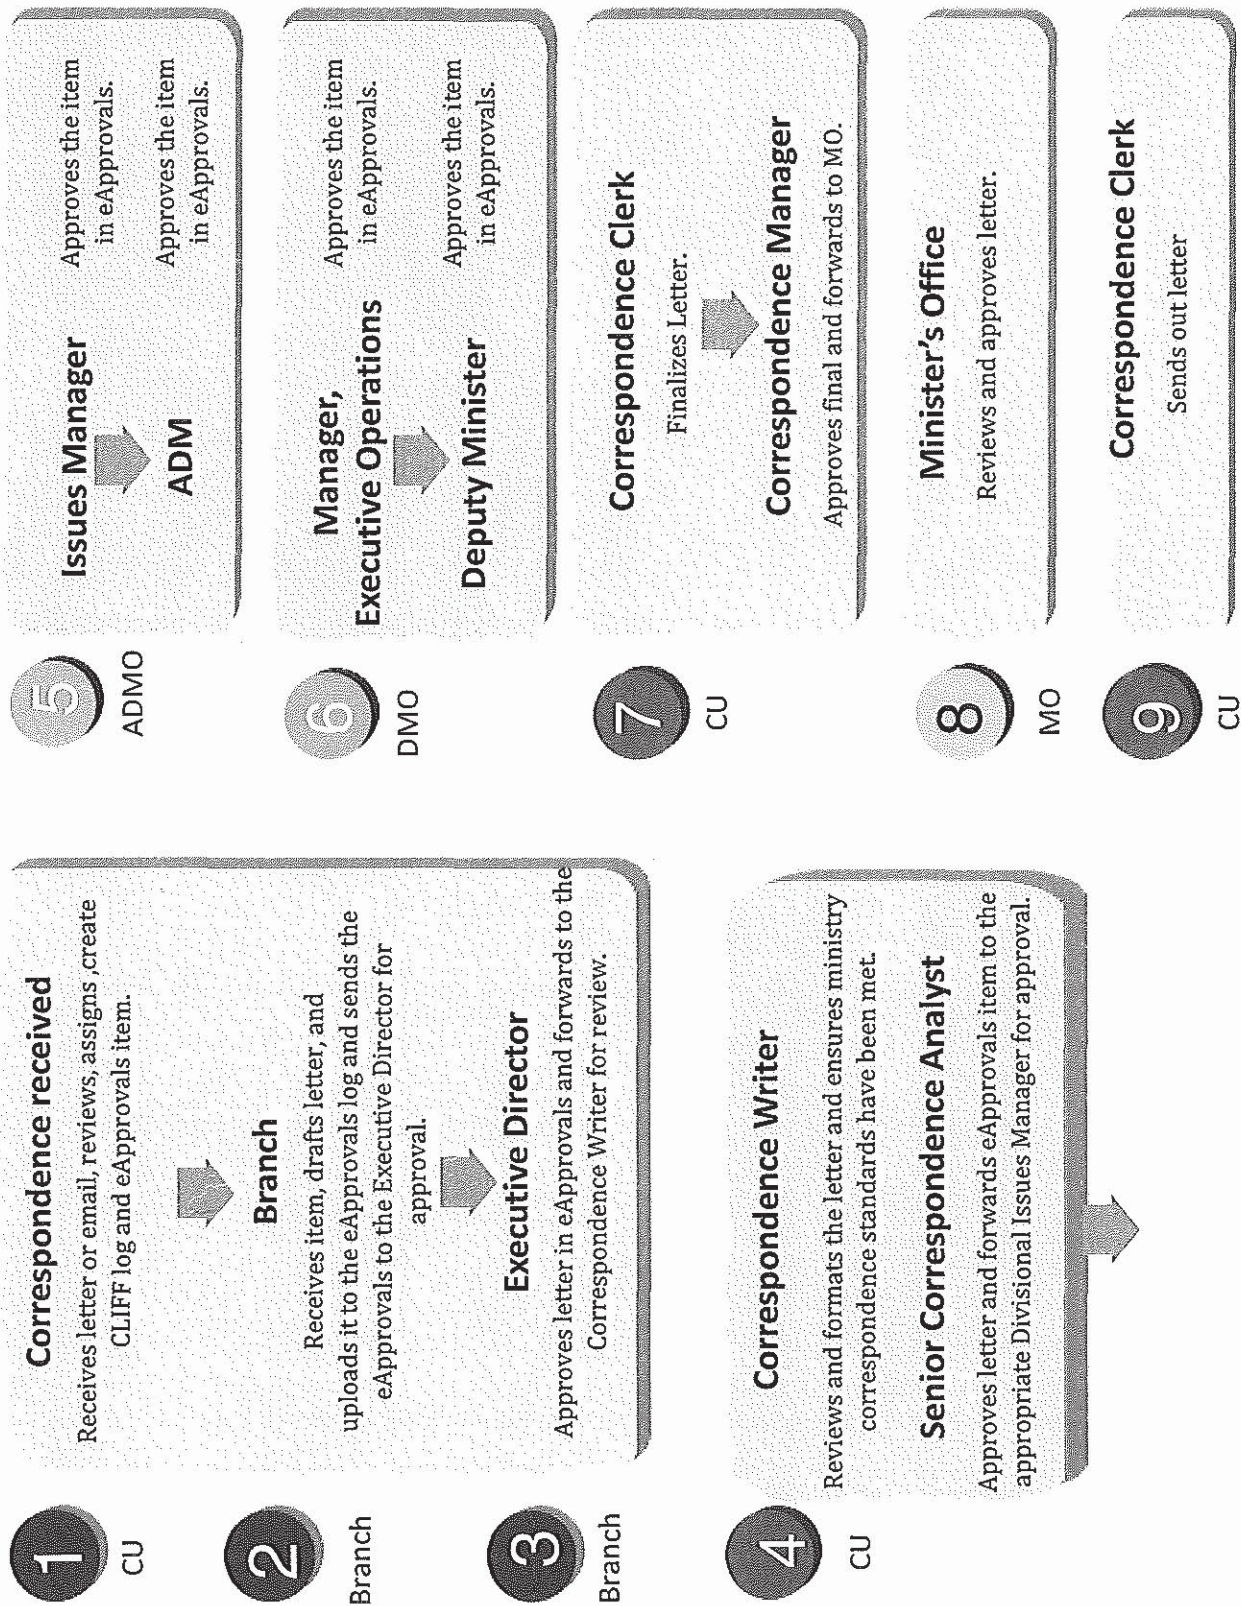 1
CU
Correspondence received
Receives letter or email, reviews, assigns ,create
CLIFF log and eApprovals item.
2
Branch
Branch
Receives item, drafts letter, and
uploads it to the eApprovals log and sends the
eApprovals to the Executive Director for
approval.
3
Branch
Executive Director
Approves letter in eApprovals and forwards to the
Correspondence Writer for review.
4
CU
Correspondence Writer
Reviews and formats the letter and ensures ministry
correspondence standards have been met.
Senior Correspondence Analyst
Approves letter and forwards eApprovals item to the
appropriate Divisional Issues Manager for approval.
5
ADMO
Issues Manager
Approves the item
in eApprovals.
ADM
Approves the item
in eApprovals.
6
DMO
Manager,
Executive Operations
Approves the item
in eApprovals.
Deputy Minister
Approves the item
in eApprovals.
7
CU
Correspondence Clerk
Finalizes Letter.
Correspondence Manager
Approves final and forwards to MO.
8
MO
Minister's Office
Reviews and approves letter.
9
CU
Correspondence Clerk
Sends out letter